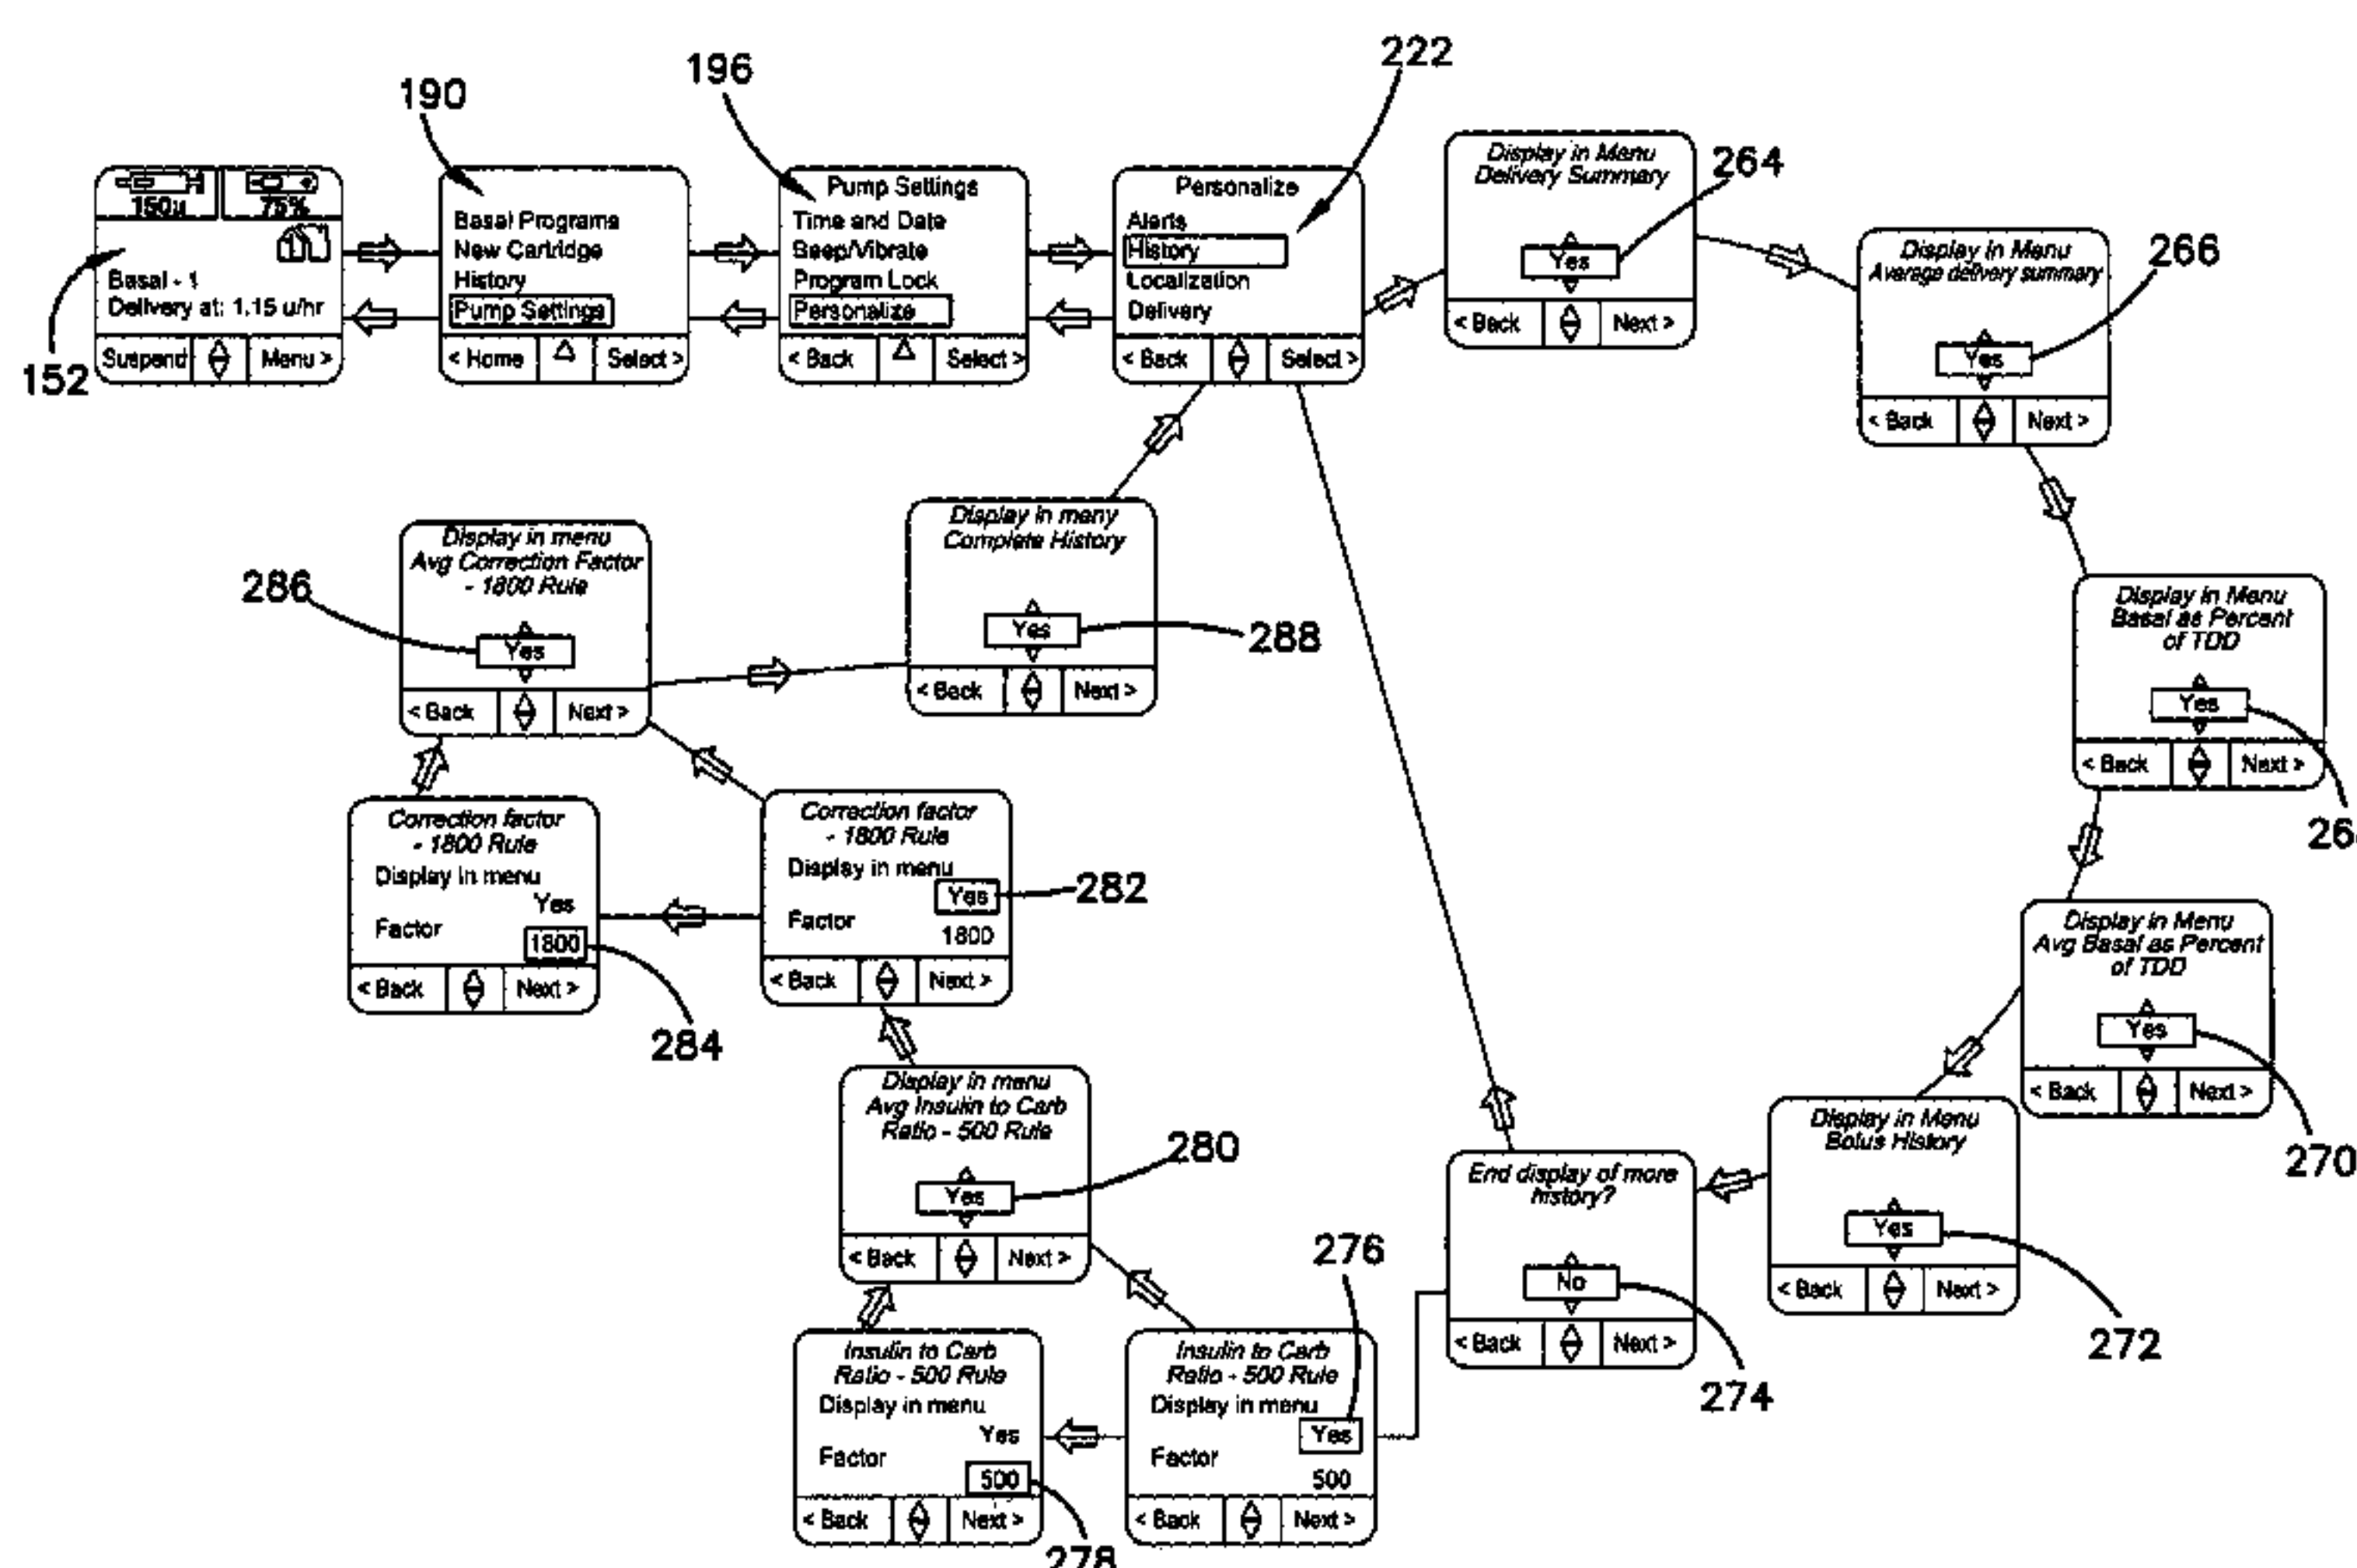 190
196
222
150u
75%
Basal - 1
Delivery at: 1.15 u/hr
Suspend
Menu >
152
Basal Programs
New Cartridge
History
Pump Settings
< Home
Select >
Pump Settings
Time and Date
Beep/Vibrate
Program Lock
Personalize
< Back
Select >
Personalize
Alerts
History
Localization
Delivery
< Back
Select >
Display in Menu
Delivery Summary
Yes
< Back
Next >
264
Display in Menu
Average delivery summary
Yes
< Back
Next >
266
Display in Menu
Basal as Percent
of TDD
Yes
< Back
Next >
Display in Menu
Avg Basal as Percent
of TDD
Yes
< Back
Next >
270
Display in Menu
Bolus History
Yes
< Back
Next >
272
End display of more
history?
No
< Back
Next >
274
Insulin to Carb
Ratio - 500 Rule
Display in menu
Yes
Factor
500
< Back
Next >
276
Insulin to Carb
Ratio - 500 Rule
Display in menu
Yes
Factor
500
< Back
Next >
278
Display in menu
Avg Insulin to Carb
Ratio - 500 Rule
Yes
< Back
Next >
280
Correction factor
- 1800 Rule
Display in menu
Yes
Factor
1800
< Back
Next >
282
Correction factor
- 1800 Rule
Display in menu
Yes
Factor
1800
< Back
Next >
284
Display in menu
Avg Correction Factor
- 1800 Rule
Yes
< Back
Next >
286
Display in meny
Complete History
Yes
< Back
Next >
288